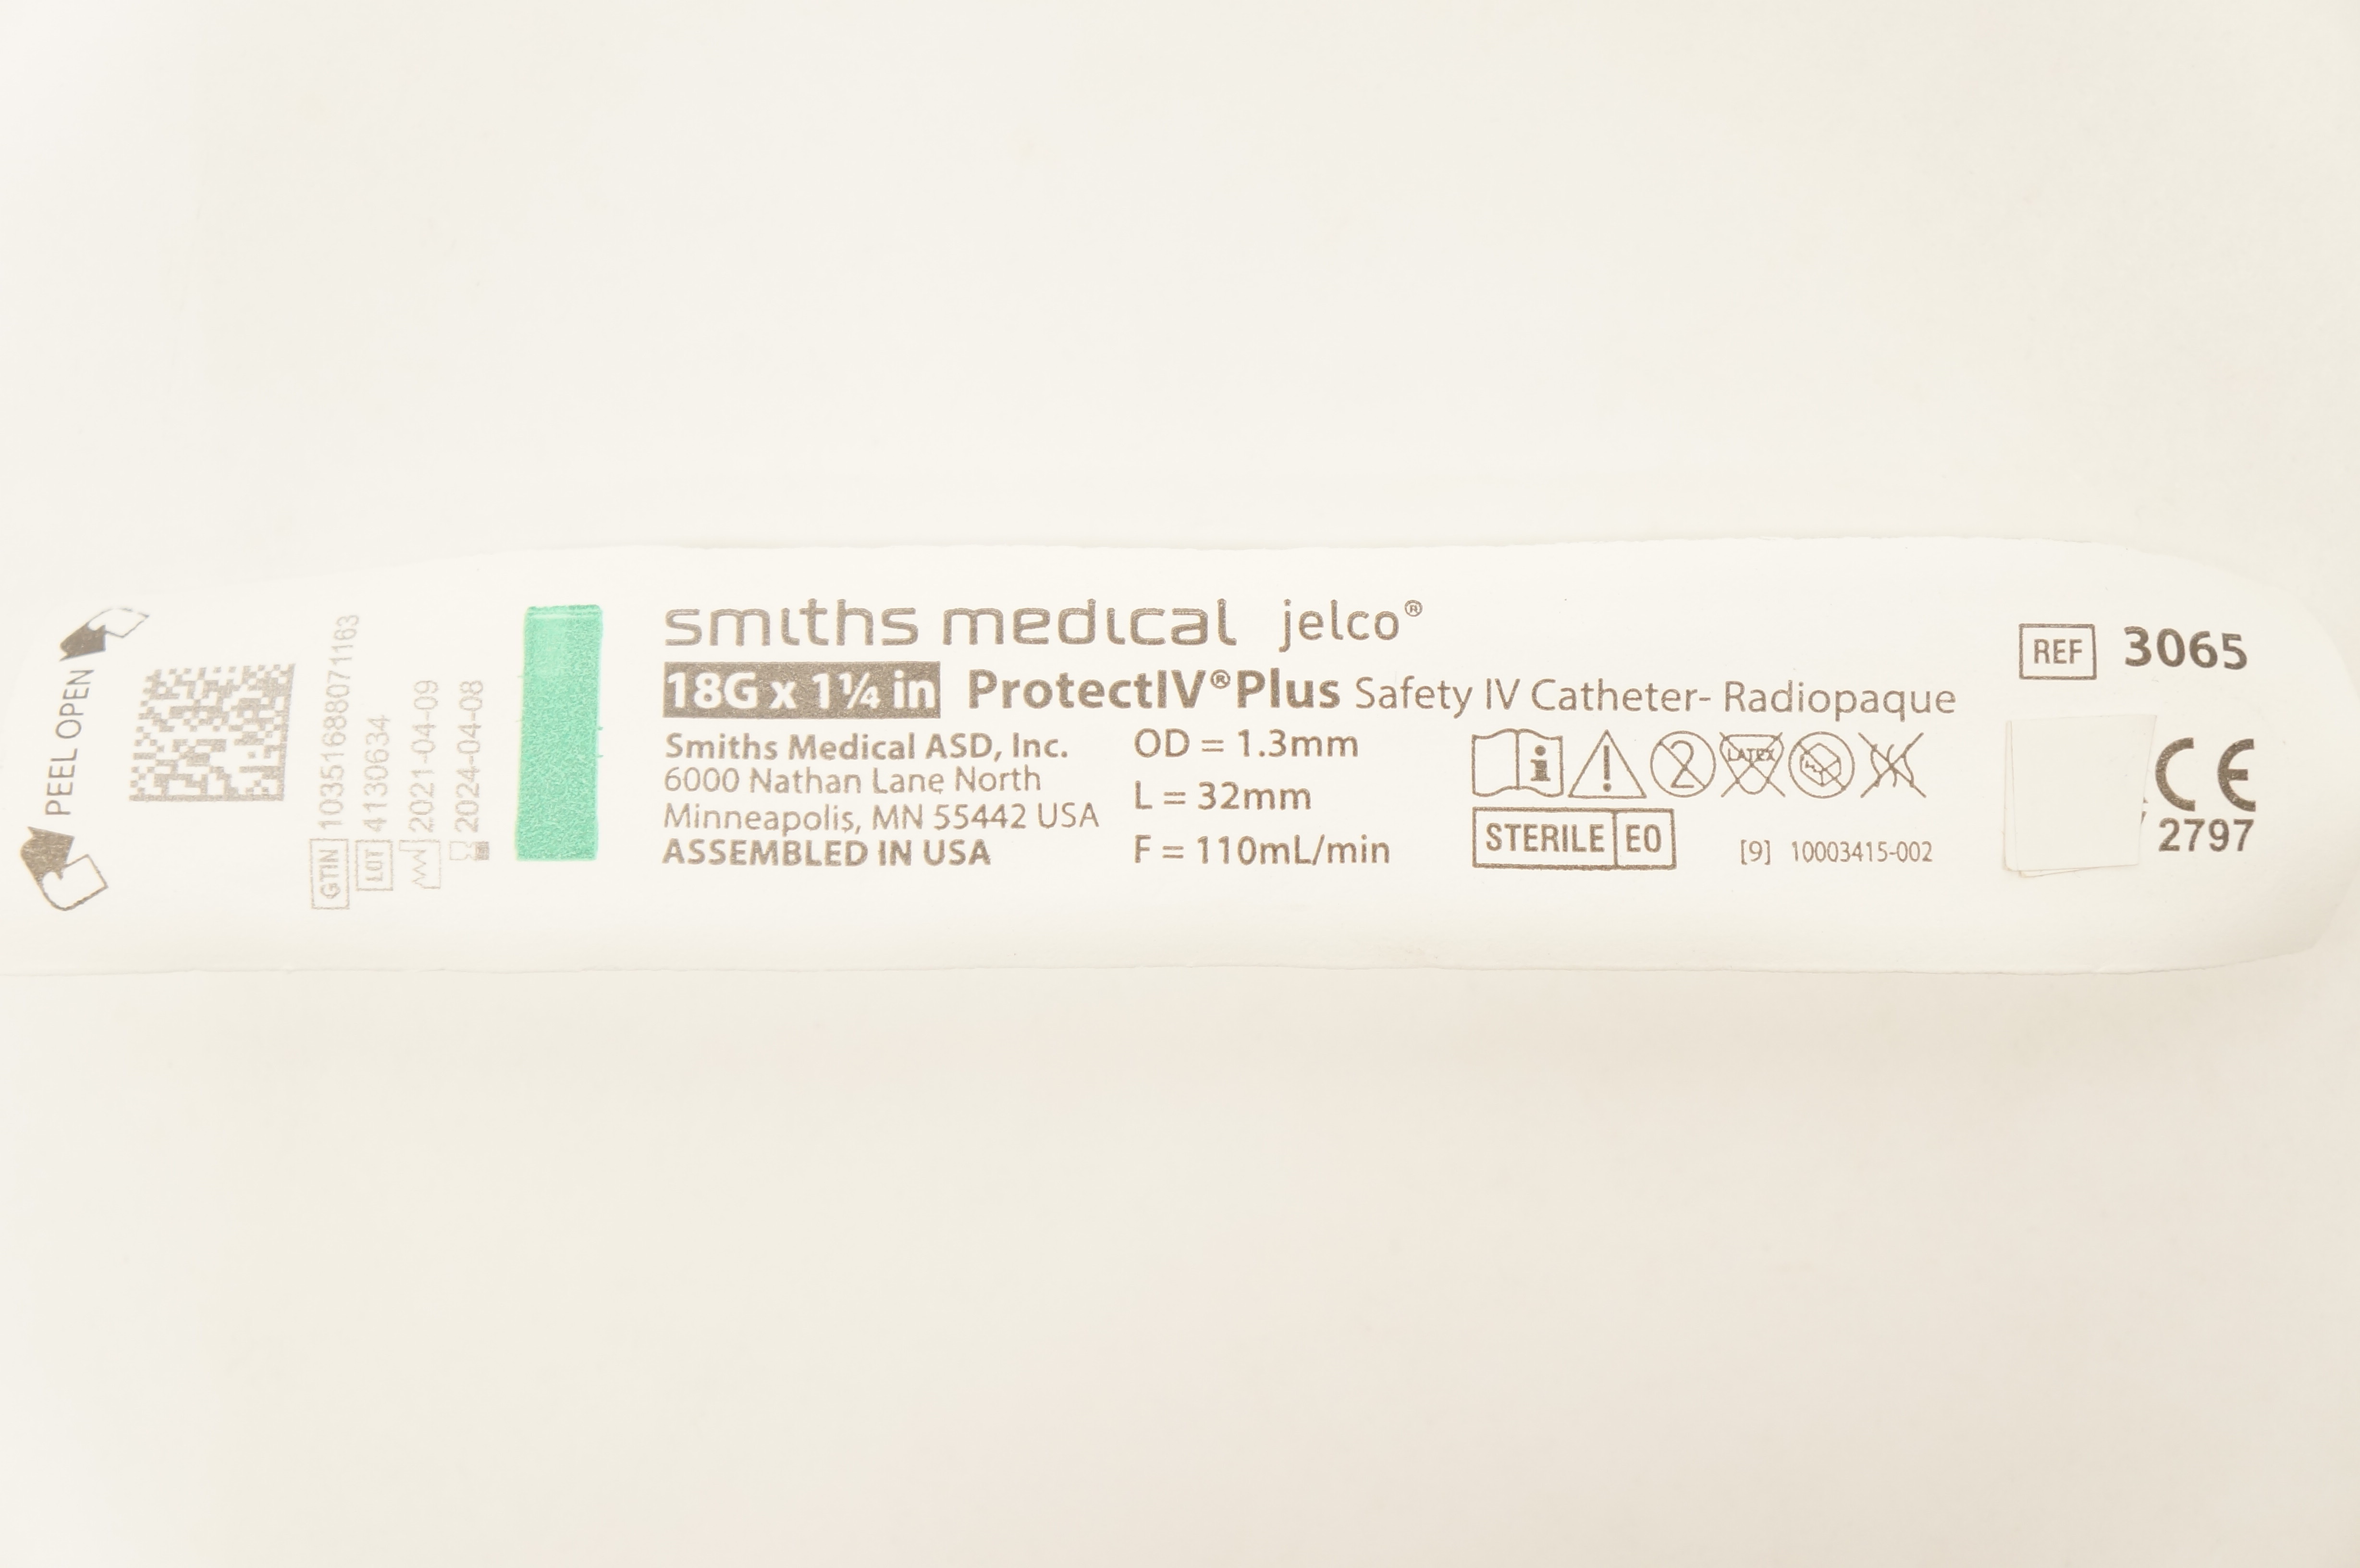 PEEL OPEN
GTIN 10351688071163
LOT 4130634
2021-04-09
2024-04-08
smiths medical jelco®
18G x 1¼ in ProtectIV® Plus Safety IV Catheter- Radiopaque
Smiths Medical ASD, Inc.
6000 Nathan Lane North
Minneapolis, MN 55442 USA
ASSEMBLED IN USA
OD = 1.3mm
L = 32mm
F = 110mL/min
2 LATEX
STERILE EO
[9] 10003415-002
REF 3065
CE
2797